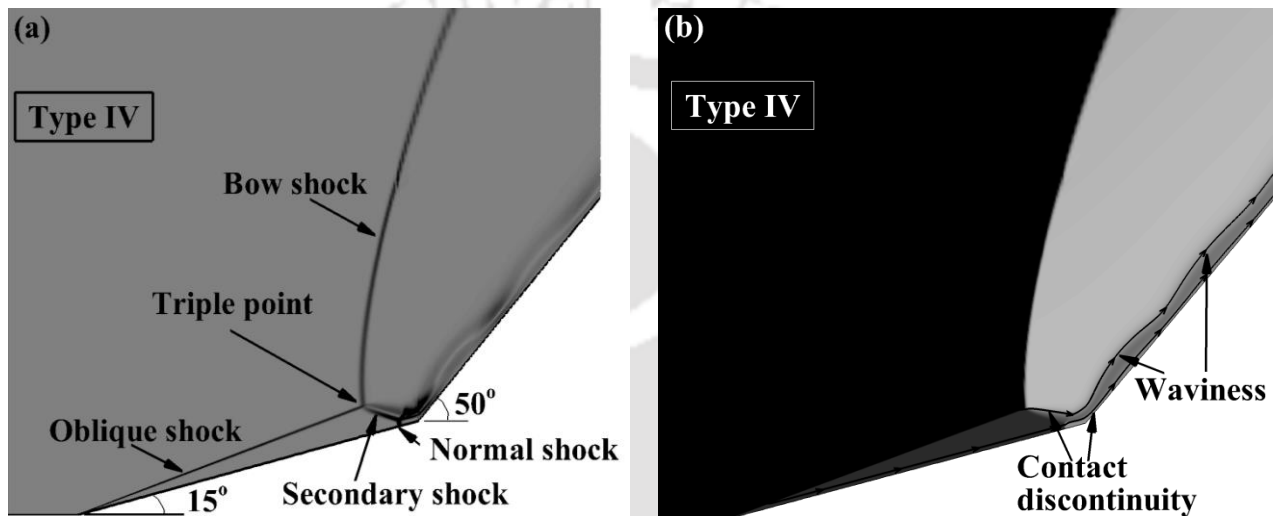 (a)
Type IV
Bow shock
Triple point
Oblique shock
50°
Normal shock
Secondary shock
15°
(b)
Type IV
Waviness
Contact
discontinuity